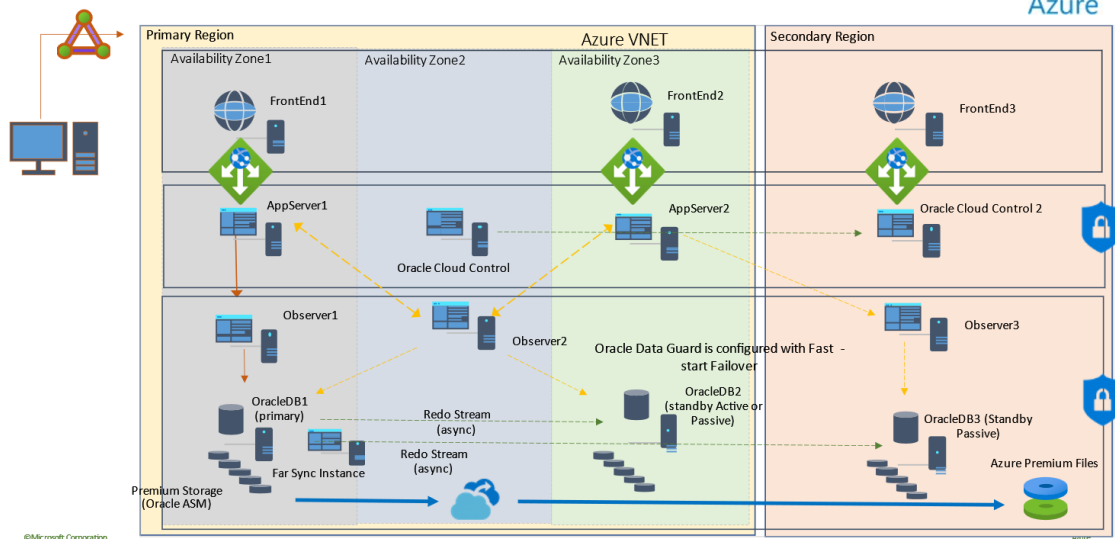 Azure
Primary Region
Azure VNET
Secondary Region
Availability Zone1
Availability Zone2
Availability Zone3
FrontEnd1
FrontEnd2
FrontEnd3
AppServer1
AppServer2
Oracle Cloud Control 2
Oracle Cloud Control
Observer1
Observer2
Observer3
Oracle Data Guard is configured with Fast -
start Failover
OracleDB1
(primary)
Redo Stream
(async)
OracleDB2
(standby Active or
Passive)
OracleDB3 (Standby
Passive)
Far Sync Instance
Redo Stream
(async)
Azure Premium Files
Premium Storage
(Oracle ASM)
©Microsoft Corporation